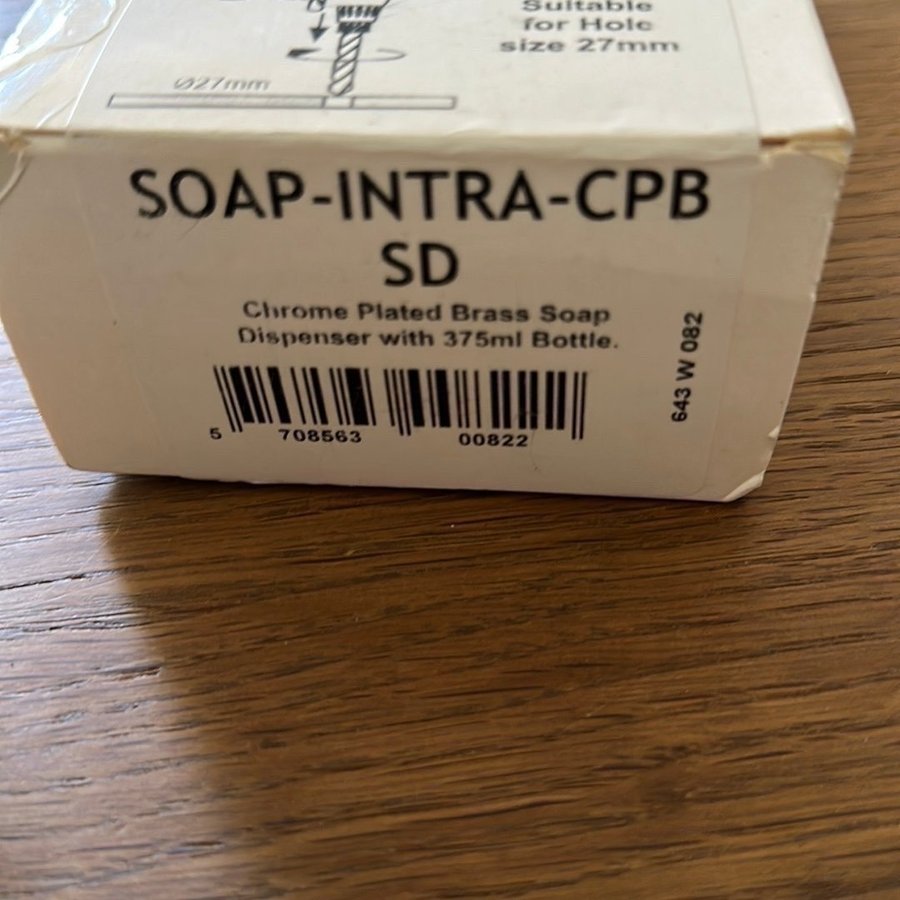 Suitable
for Hole
size 27mm
Ø27mm
SOAP-INTRA-CPB
SD
Chrome Plated Brass Soap
Dispenser with 375ml Bottle.
643 W 082
5 708563 00822